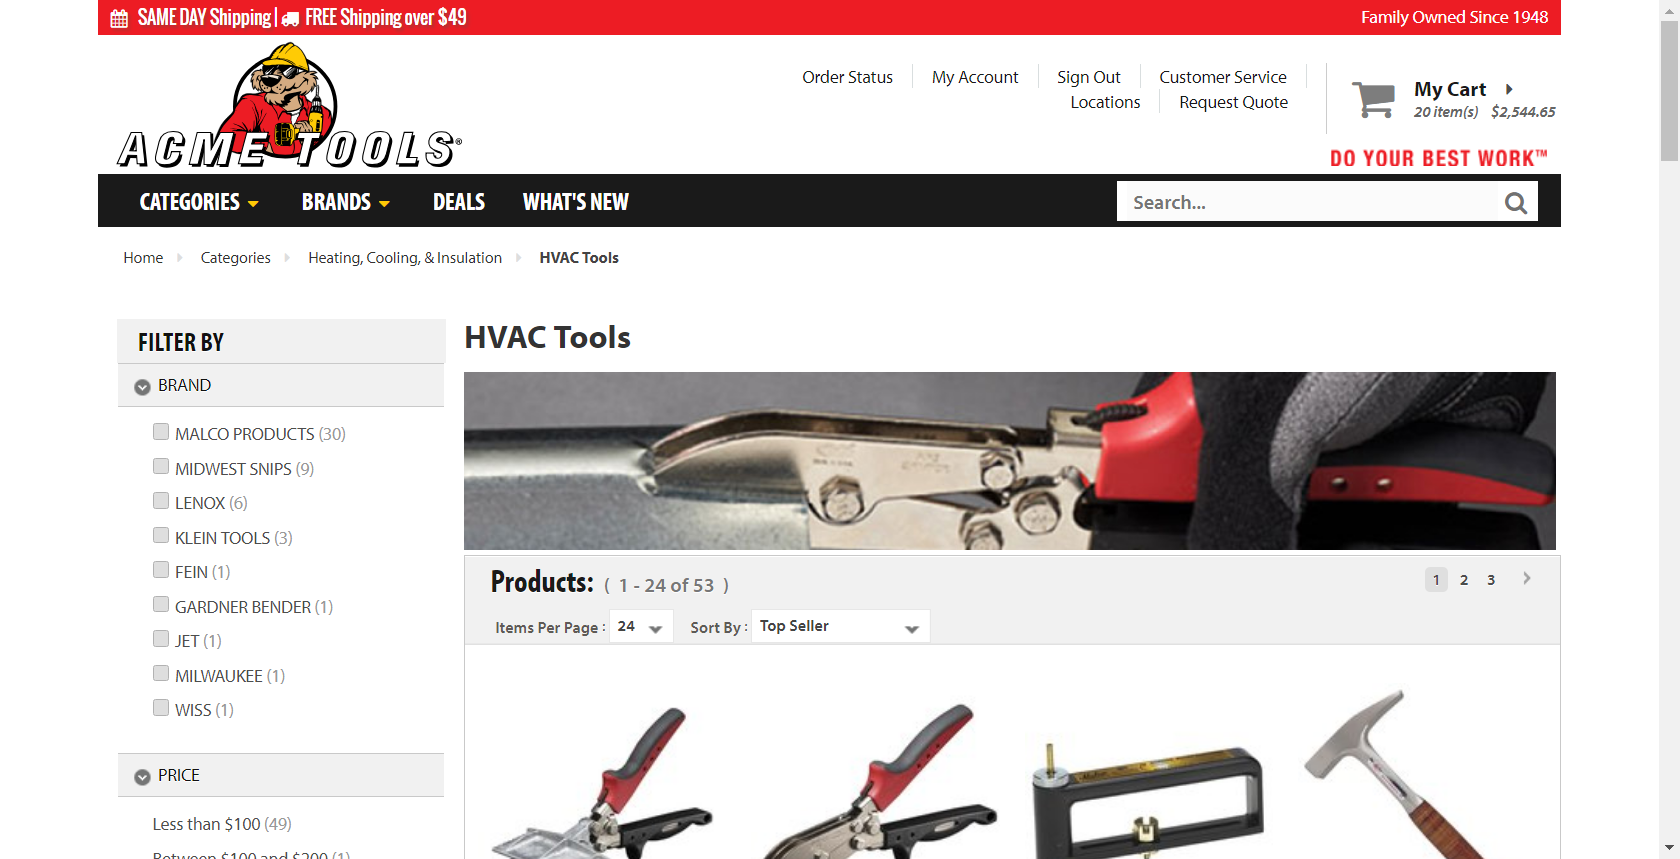 SAME DAY Shipping | FREE Shipping over $49
Family Owned Since 1948
ACME TOOLS®
Order Status
My Account
Sign Out
Customer Service
Locations
Request Quote
My Cart
20 item(s) $2,544.65
DO YOUR BEST WORK™
CATEGORIES
BRANDS
DEALS
WHAT'S NEW
Search...
Home
Categories
Heating, Cooling, & Insulation
HVAC Tools
FILTER BY
BRAND
MALCO PRODUCTS (30)
MIDWEST SNIPS (9)
LENOX (6)
KLEIN TOOLS (3)
FEIN (1)
GARDNER BENDER (1)
JET (1)
MILWAUKEE (1)
WISS (1)
PRICE
Less than $100 (49)
Between $100 and $200 (1)
HVAC Tools
Products: ( 1 - 24 of 53 )
1 2 3
Items Per Page : 24
Sort By : Top Seller